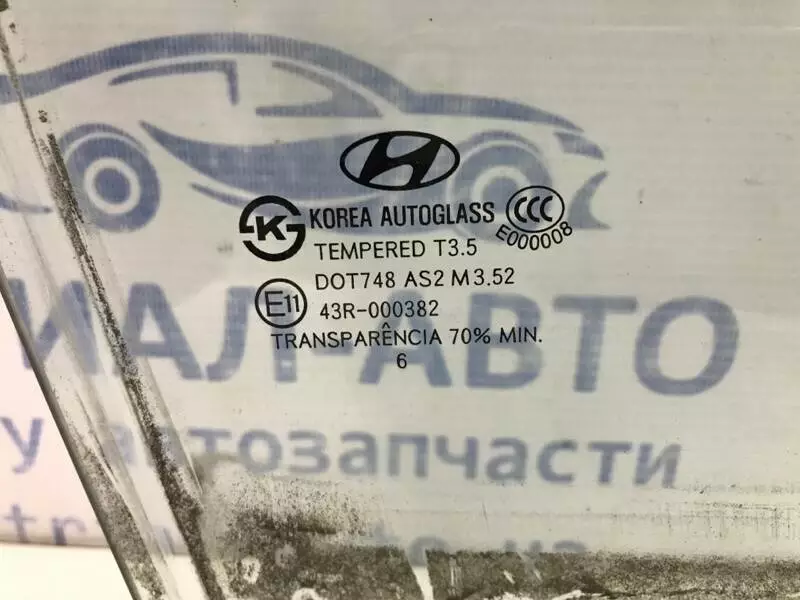 KOREA AUTOGLASS
CCC
E000008
TEMPERED T3.5
DOT748 AS2 M3.52
E11
43R-000382
TRANSPARÊNCIA 70% MIN.
6
ИАЛ-АВТО
у автозапчасти